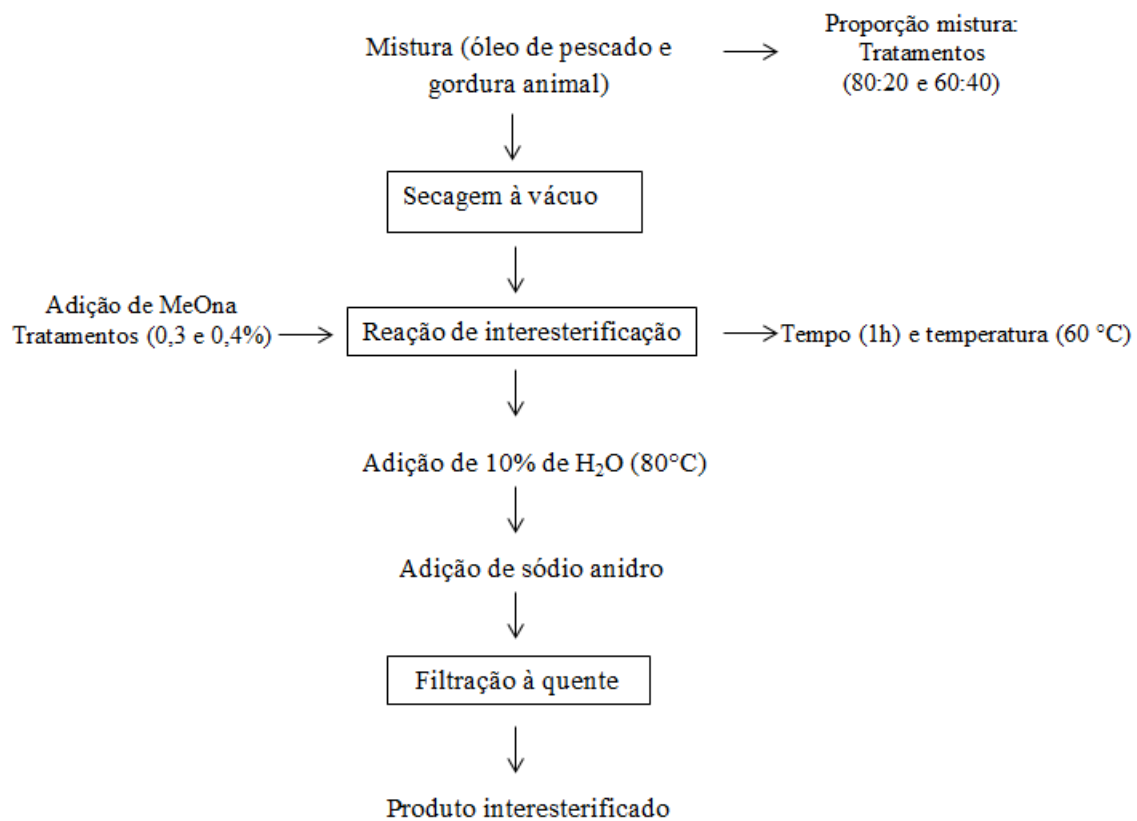 Mistura (óleo de pescado e
gordura animal)
Proporção mistura:
Tratamentos
(80:20 e 60:40)
Secagem à vácuo
Adição de MeOna
Tratamentos (0,3 e 0,4%)
Reação de interesterificação
Tempo (1h) e temperatura (60 °C)
Adição de 10% de H₂O (80°C)
Adição de sódio anidro
Filtração à quente
Produto interesterificado